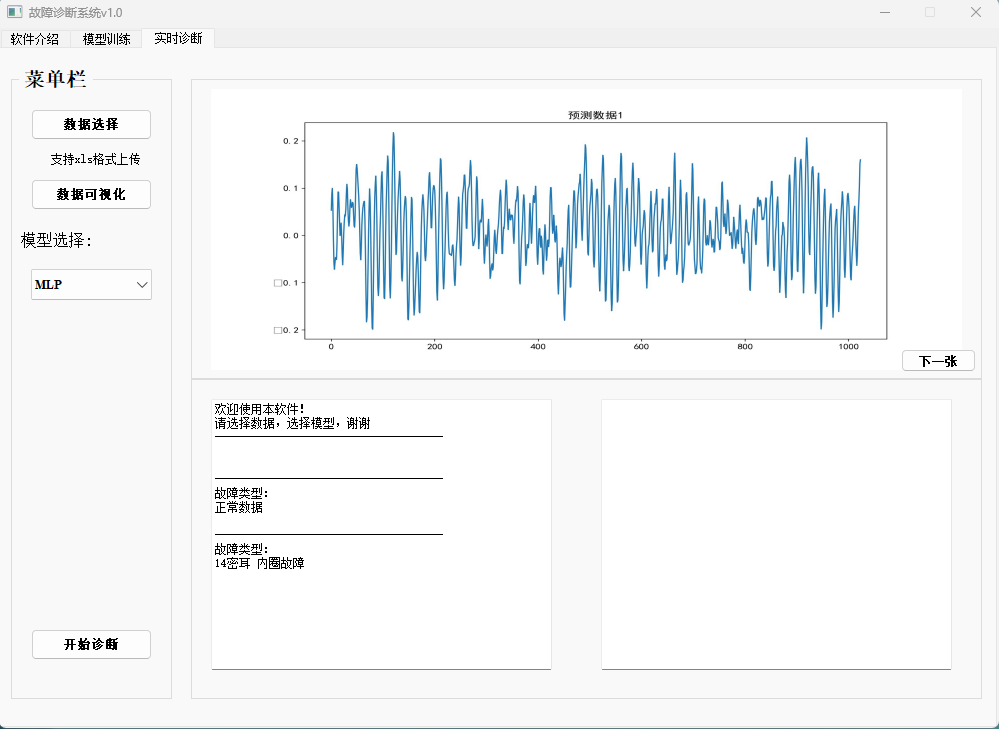 故障诊断系统v1.0
软件介绍 模型训练 实时诊断
菜单栏
数据选择
支持xls格式上传
数据可视化
模型选择：
MLP
开始诊断
预测数据1
0.2
0.1
0.0
□0.1
□0.2
0 200 400 600 800 1000
下一张
欢迎使用本软件！
请选择数据，选择模型，谢谢
故障类型：
正常数据
故障类型：
14密耳 内圈故障